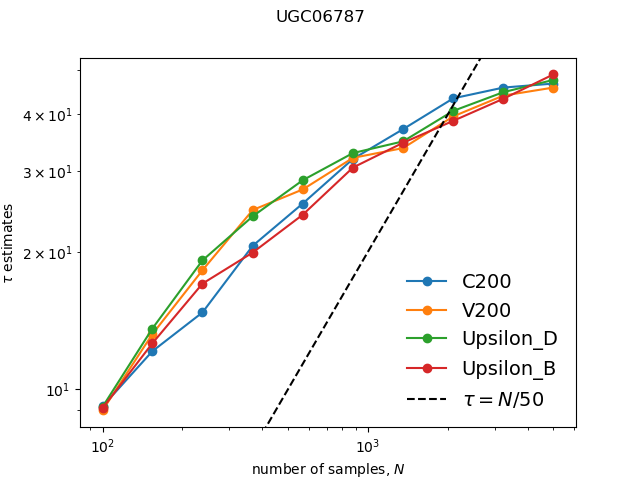 UGC06787
τ estimates
4 × 10¹
3 × 10¹
2 × 10¹
10¹
C200
V200
Upsilon_D
Upsilon_B
τ = N/50
10²
10³
number of samples, N